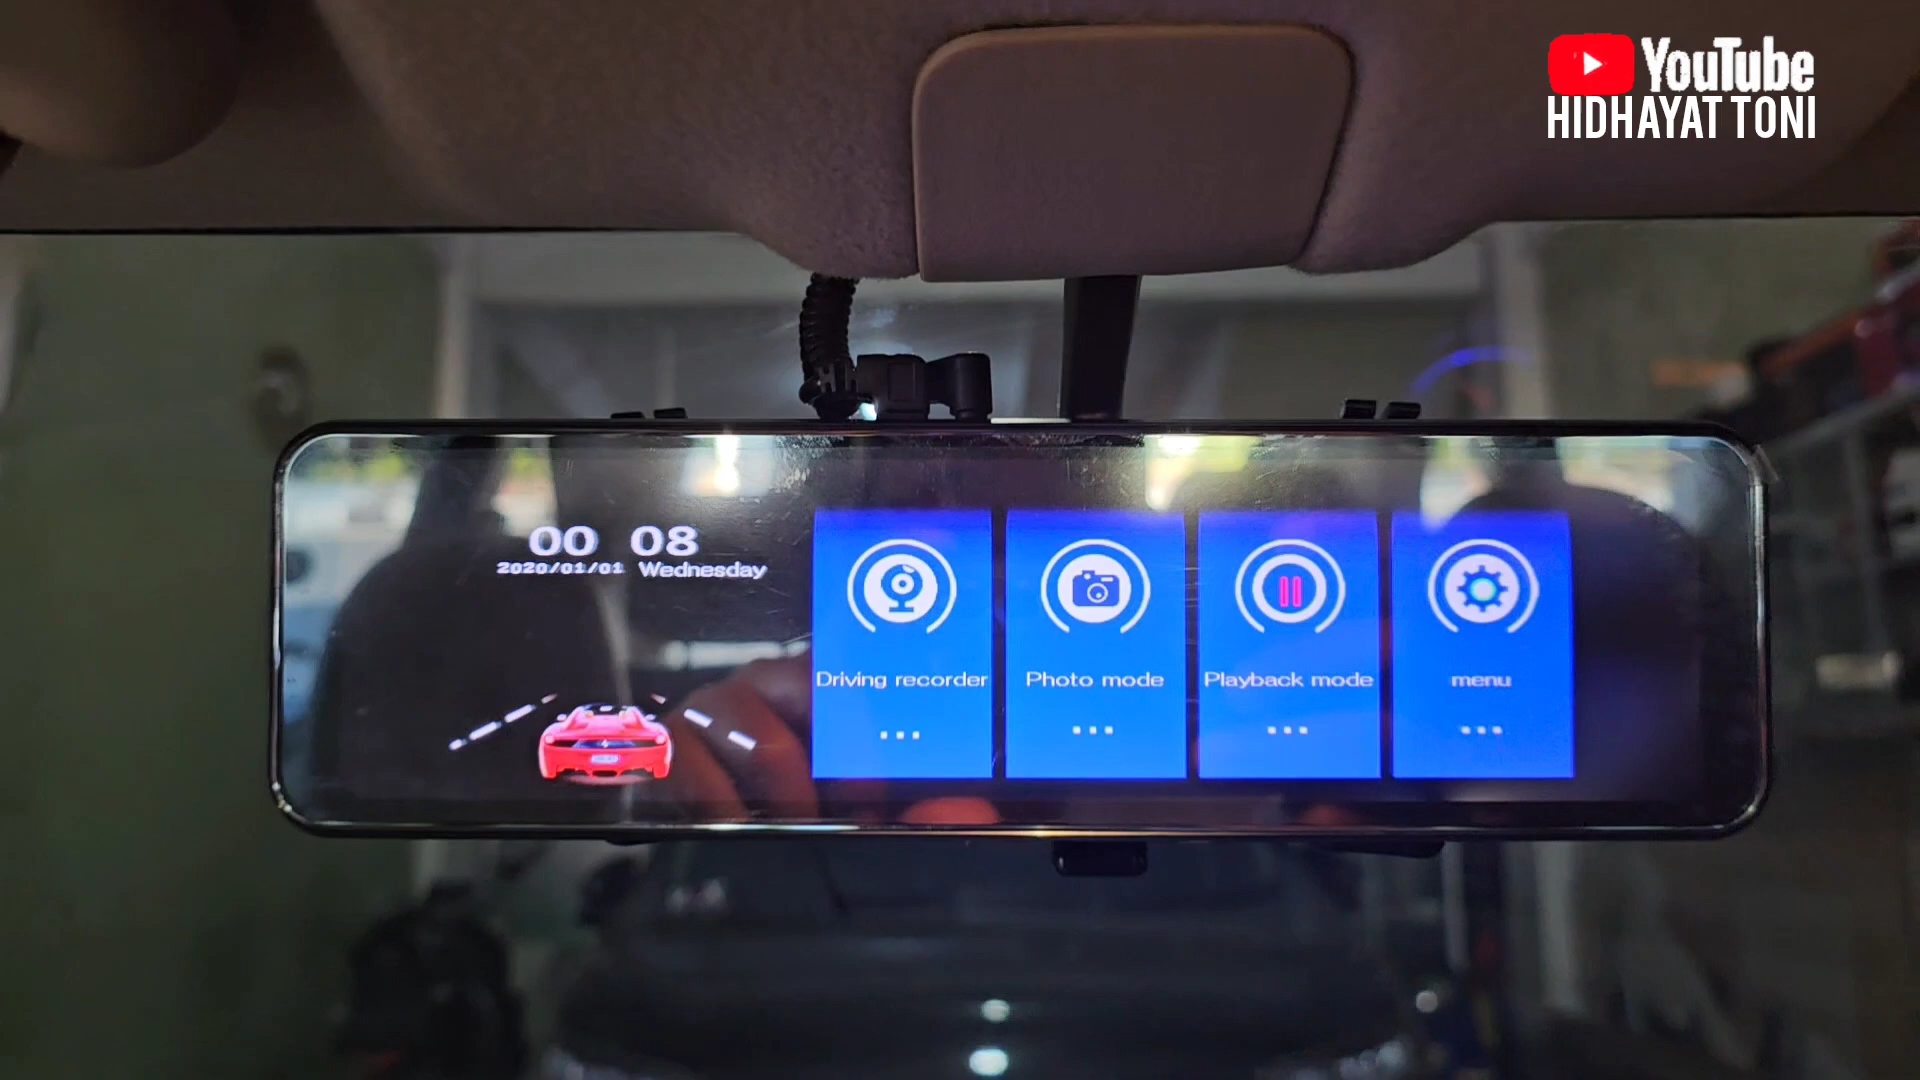 YouTube
HIDHAYAT TONI
00 08
2020/01/01 Wednesday
Driving recorder
Photo mode
Playback mode
menu